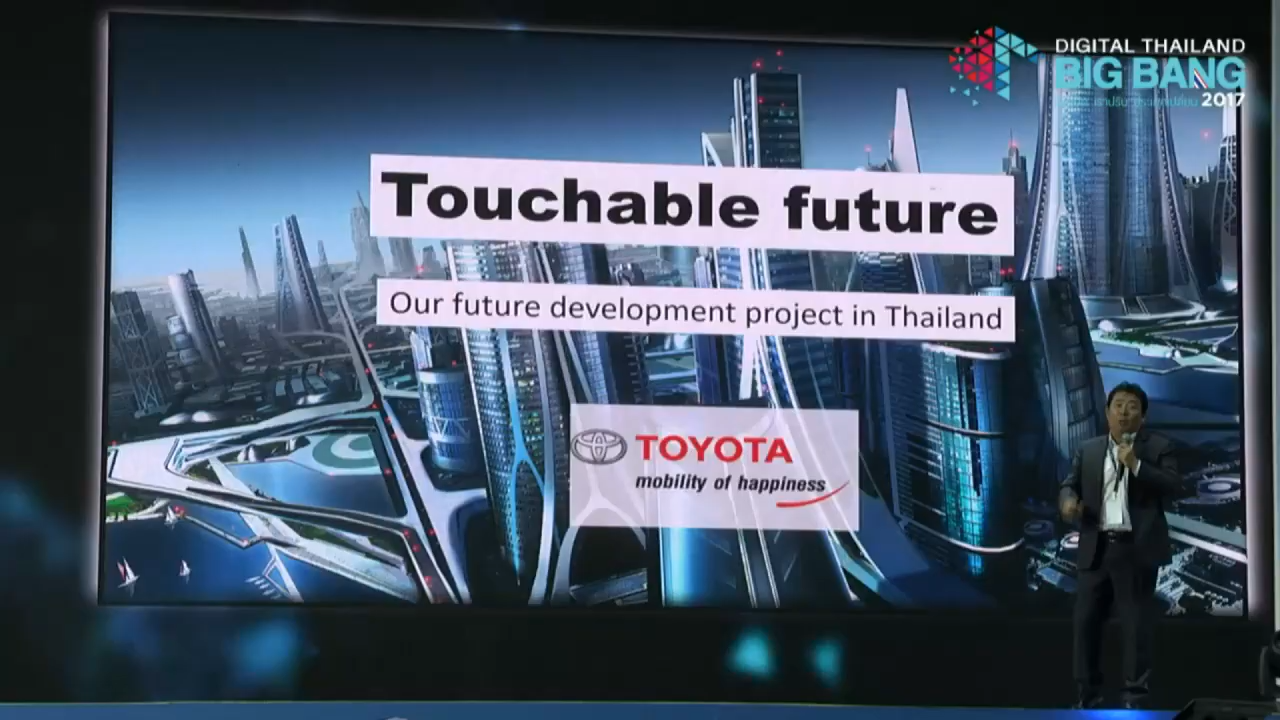 DIGITAL THAILAND
BIG BANG
2017
Touchable future
Our future development project in Thailand
TOYOTA
mobility of happiness